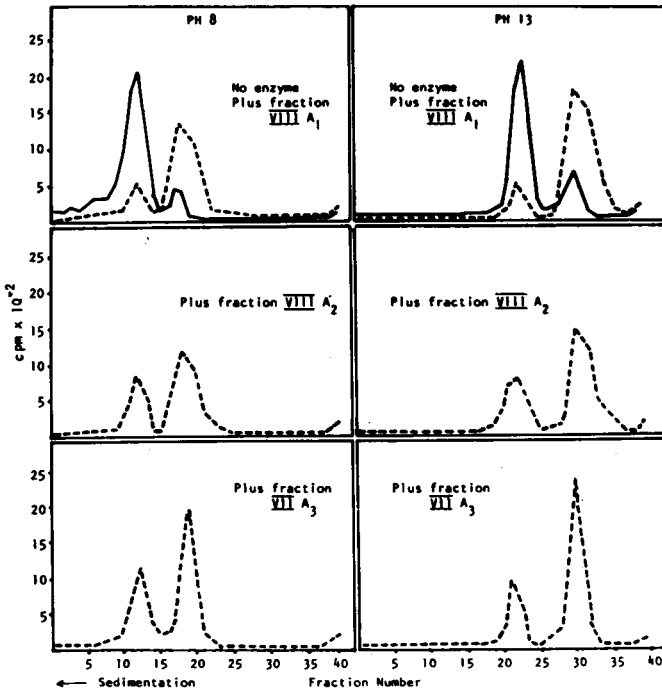 PH 8
PH 13
25
20
15
10
5
No enzyme
Plus fraction
VIII A1
No enzyme
Plus fraction
VIII A1
25
20
15
10
5
cpm x 10-2
Plus fraction VIII A2
Plus fraction VIII A2
25
20
15
10
5
Plus fraction
VII A3
Plus fraction
VII A3
5 10 15 20 30 40
5 10 15 20 25 30 35 40
← Sedimentation Fraction Number